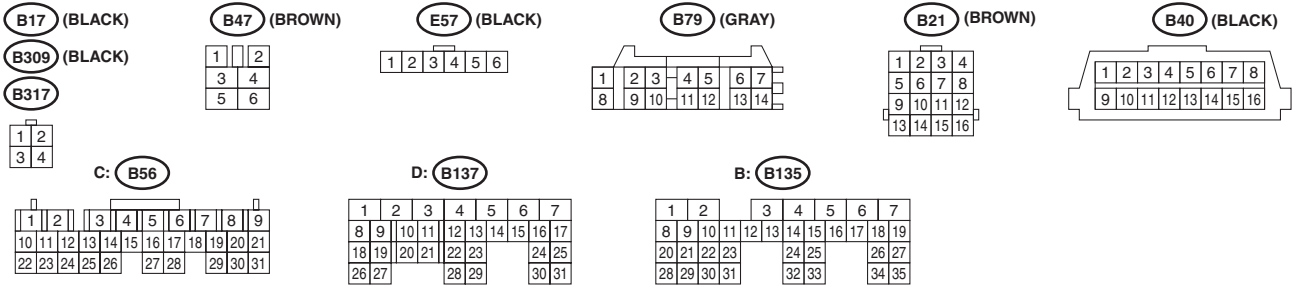 B17 (BLACK)
B309 (BLACK)
B317
1 2
3 4
B47 (BROWN)
1 2
3 4
5 6
E57 (BLACK)
1 2 3 4 5 6
B79 (GRAY)
1 2 3 4 5 6 7
8 9 10 11 12 13 14
B21 (BROWN)
1 2 3 4
5 6 7 8
9 10 11 12
13 14 15 16
B40 (BLACK)
1 2 3 4 5 6 7 8
9 10 11 12 13 14 15 16
C: B56
1 2 3 4 5 6 7 8 9
10 11 12 13 14 15 16 17 18 19 20 21
22 23 24 25 26 27 28 29 30 31
D: B137
1 2 3 4 5 6 7
8 9 10 11 12 13 14 15 16 17
18 19 20 21 22 23 24 25
26 27 28 29 30 31
B: B135
1 2 3 4 5 6 7
8 9 10 11 12 13 14 15 16 17 18 19
20 21 22 23 24 25 26 27
28 29 30 31 32 33 34 35